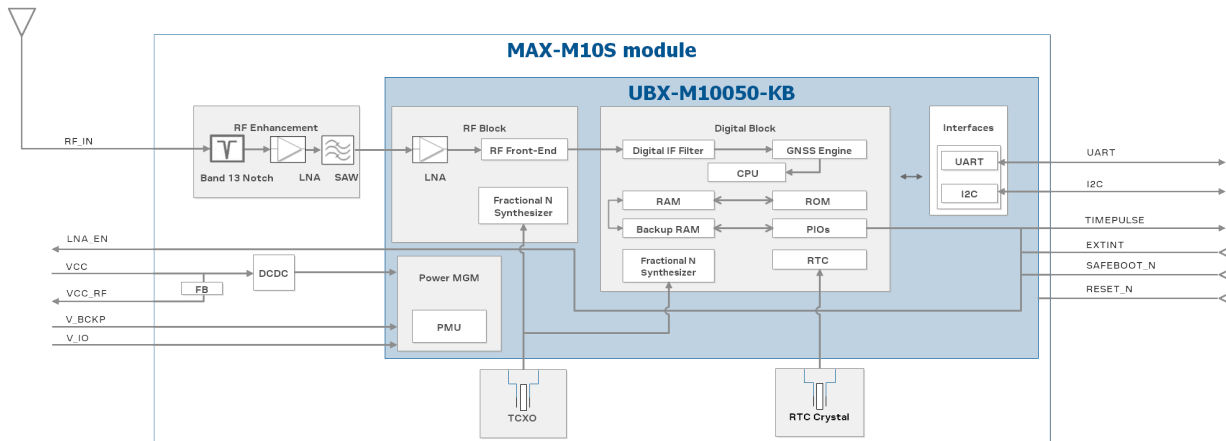 MAX-M10S module
UBX-M10050-KB
RF Enhancement
RF Block
Digital Block
Interfaces
RF_IN
Band 13 Notch
LNA
SAW
LNA
RF Front-End
Digital IF Filter
GNSS Engine
CPU
UART
I2C
UART
I2C
Fractional N
Synthesizer
RAM
ROM
Backup RAM
PIOs
TIMEPULSE
LNA_EN
EXTINT
VCC
DCDC
Power MGM
Fractional N
Synthesizer
RTC
SAFEBOOT_N
FB
VCC_RF
RESET_N
V_BCKP
PMU
V_IO
TCXO
RTC Crystal